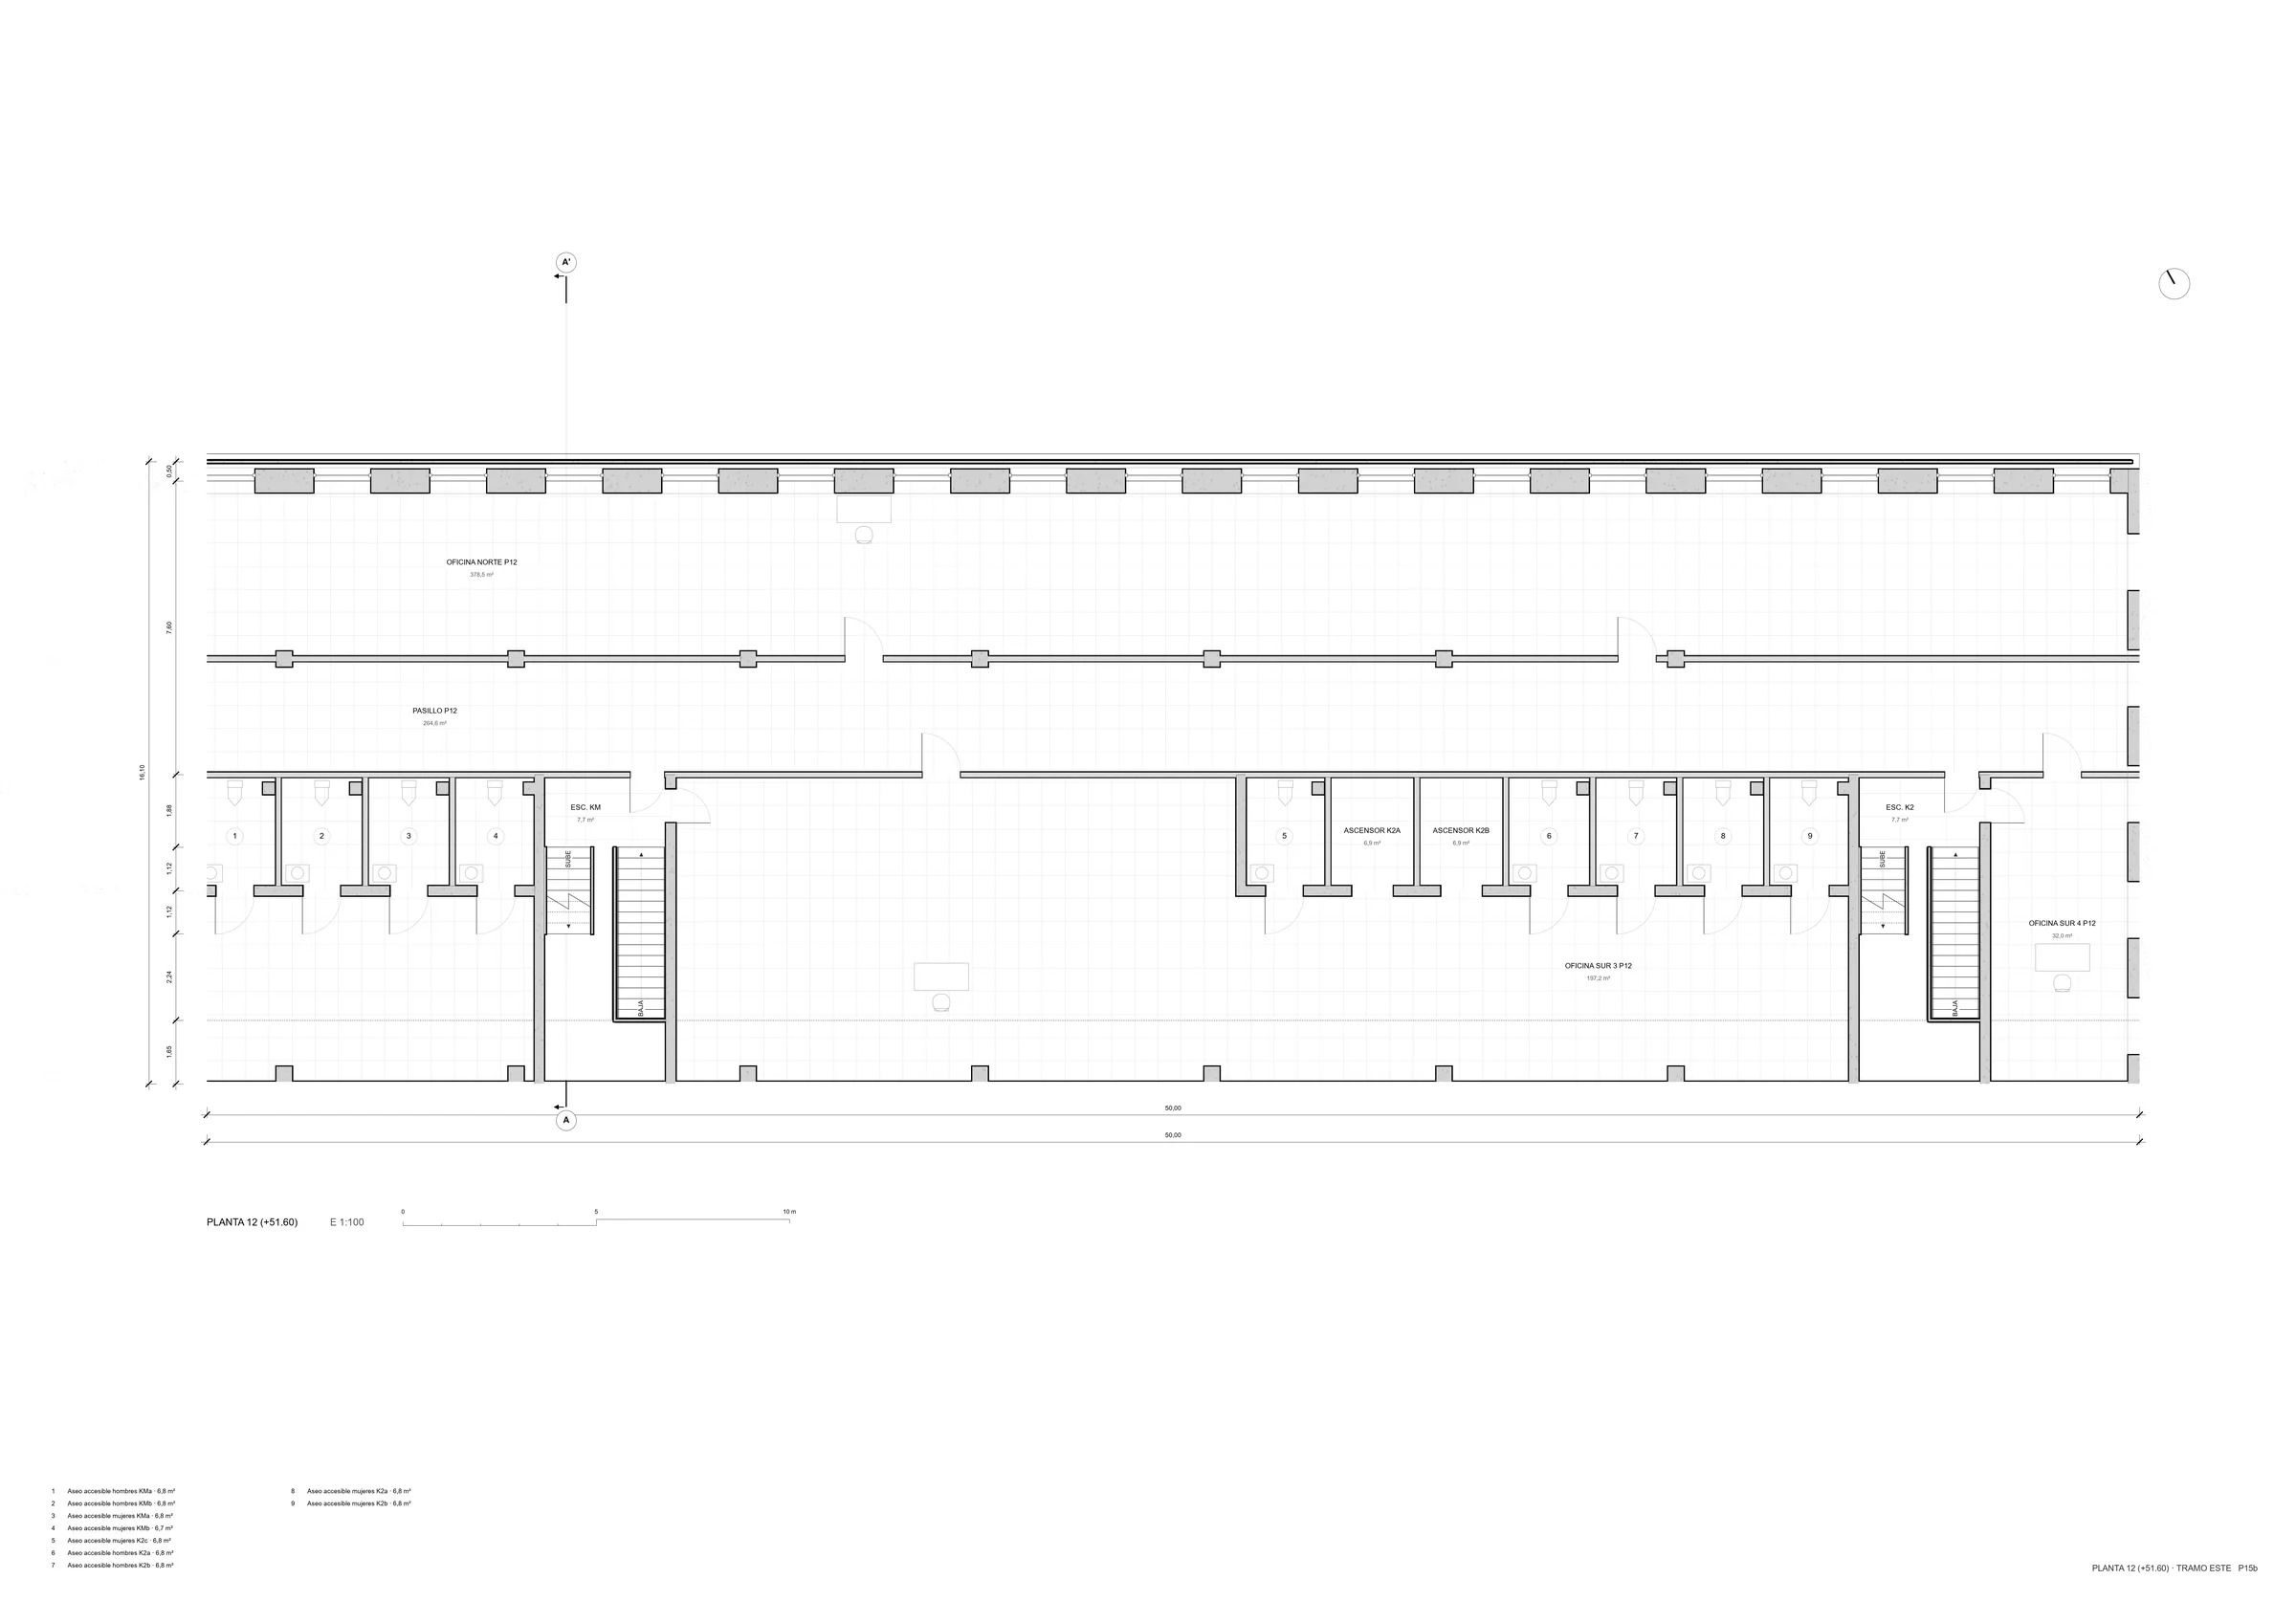 A'
0,50
OFICINA NORTE P12
378,5 m²
7,60
PASILLO P12
264,6 m²
16,10
ESC. KM
7,7 m²
ESC. K2
7,7 m²
1,88
1
2
3
4
5
ASCENSOR K2A
6,9 m²
ASCENSOR K2B
6,9 m²
6
7
8
9
SUBE
SUBE
1,12
1,12
OFICINA SUR 4 P12
32,0 m²
OFICINA SUR 3 P12
197,2 m²
2,24
BAJA
BAJA
1,65
A
50,00
50,00
PLANTA 12 (+51.60)
E 1:100
0
5
10 m
1 Aseo accesible hombres KMa · 6,8 m²
2 Aseo accesible hombres KMb · 6,8 m²
3 Aseo accesible mujeres KMa · 6,8 m²
4 Aseo accesible mujeres KMb · 6,7 m²
5 Aseo accesible mujeres K2c · 6,8 m²
6 Aseo accesible hombres K2a · 6,8 m²
7 Aseo accesible hombres K2b · 6,8 m²
8 Aseo accesible mujeres K2a · 6,8 m²
9 Aseo accesible mujeres K2b · 6,8 m²
PLANTA 12 (+51.60) · TRAMO ESTE P15b